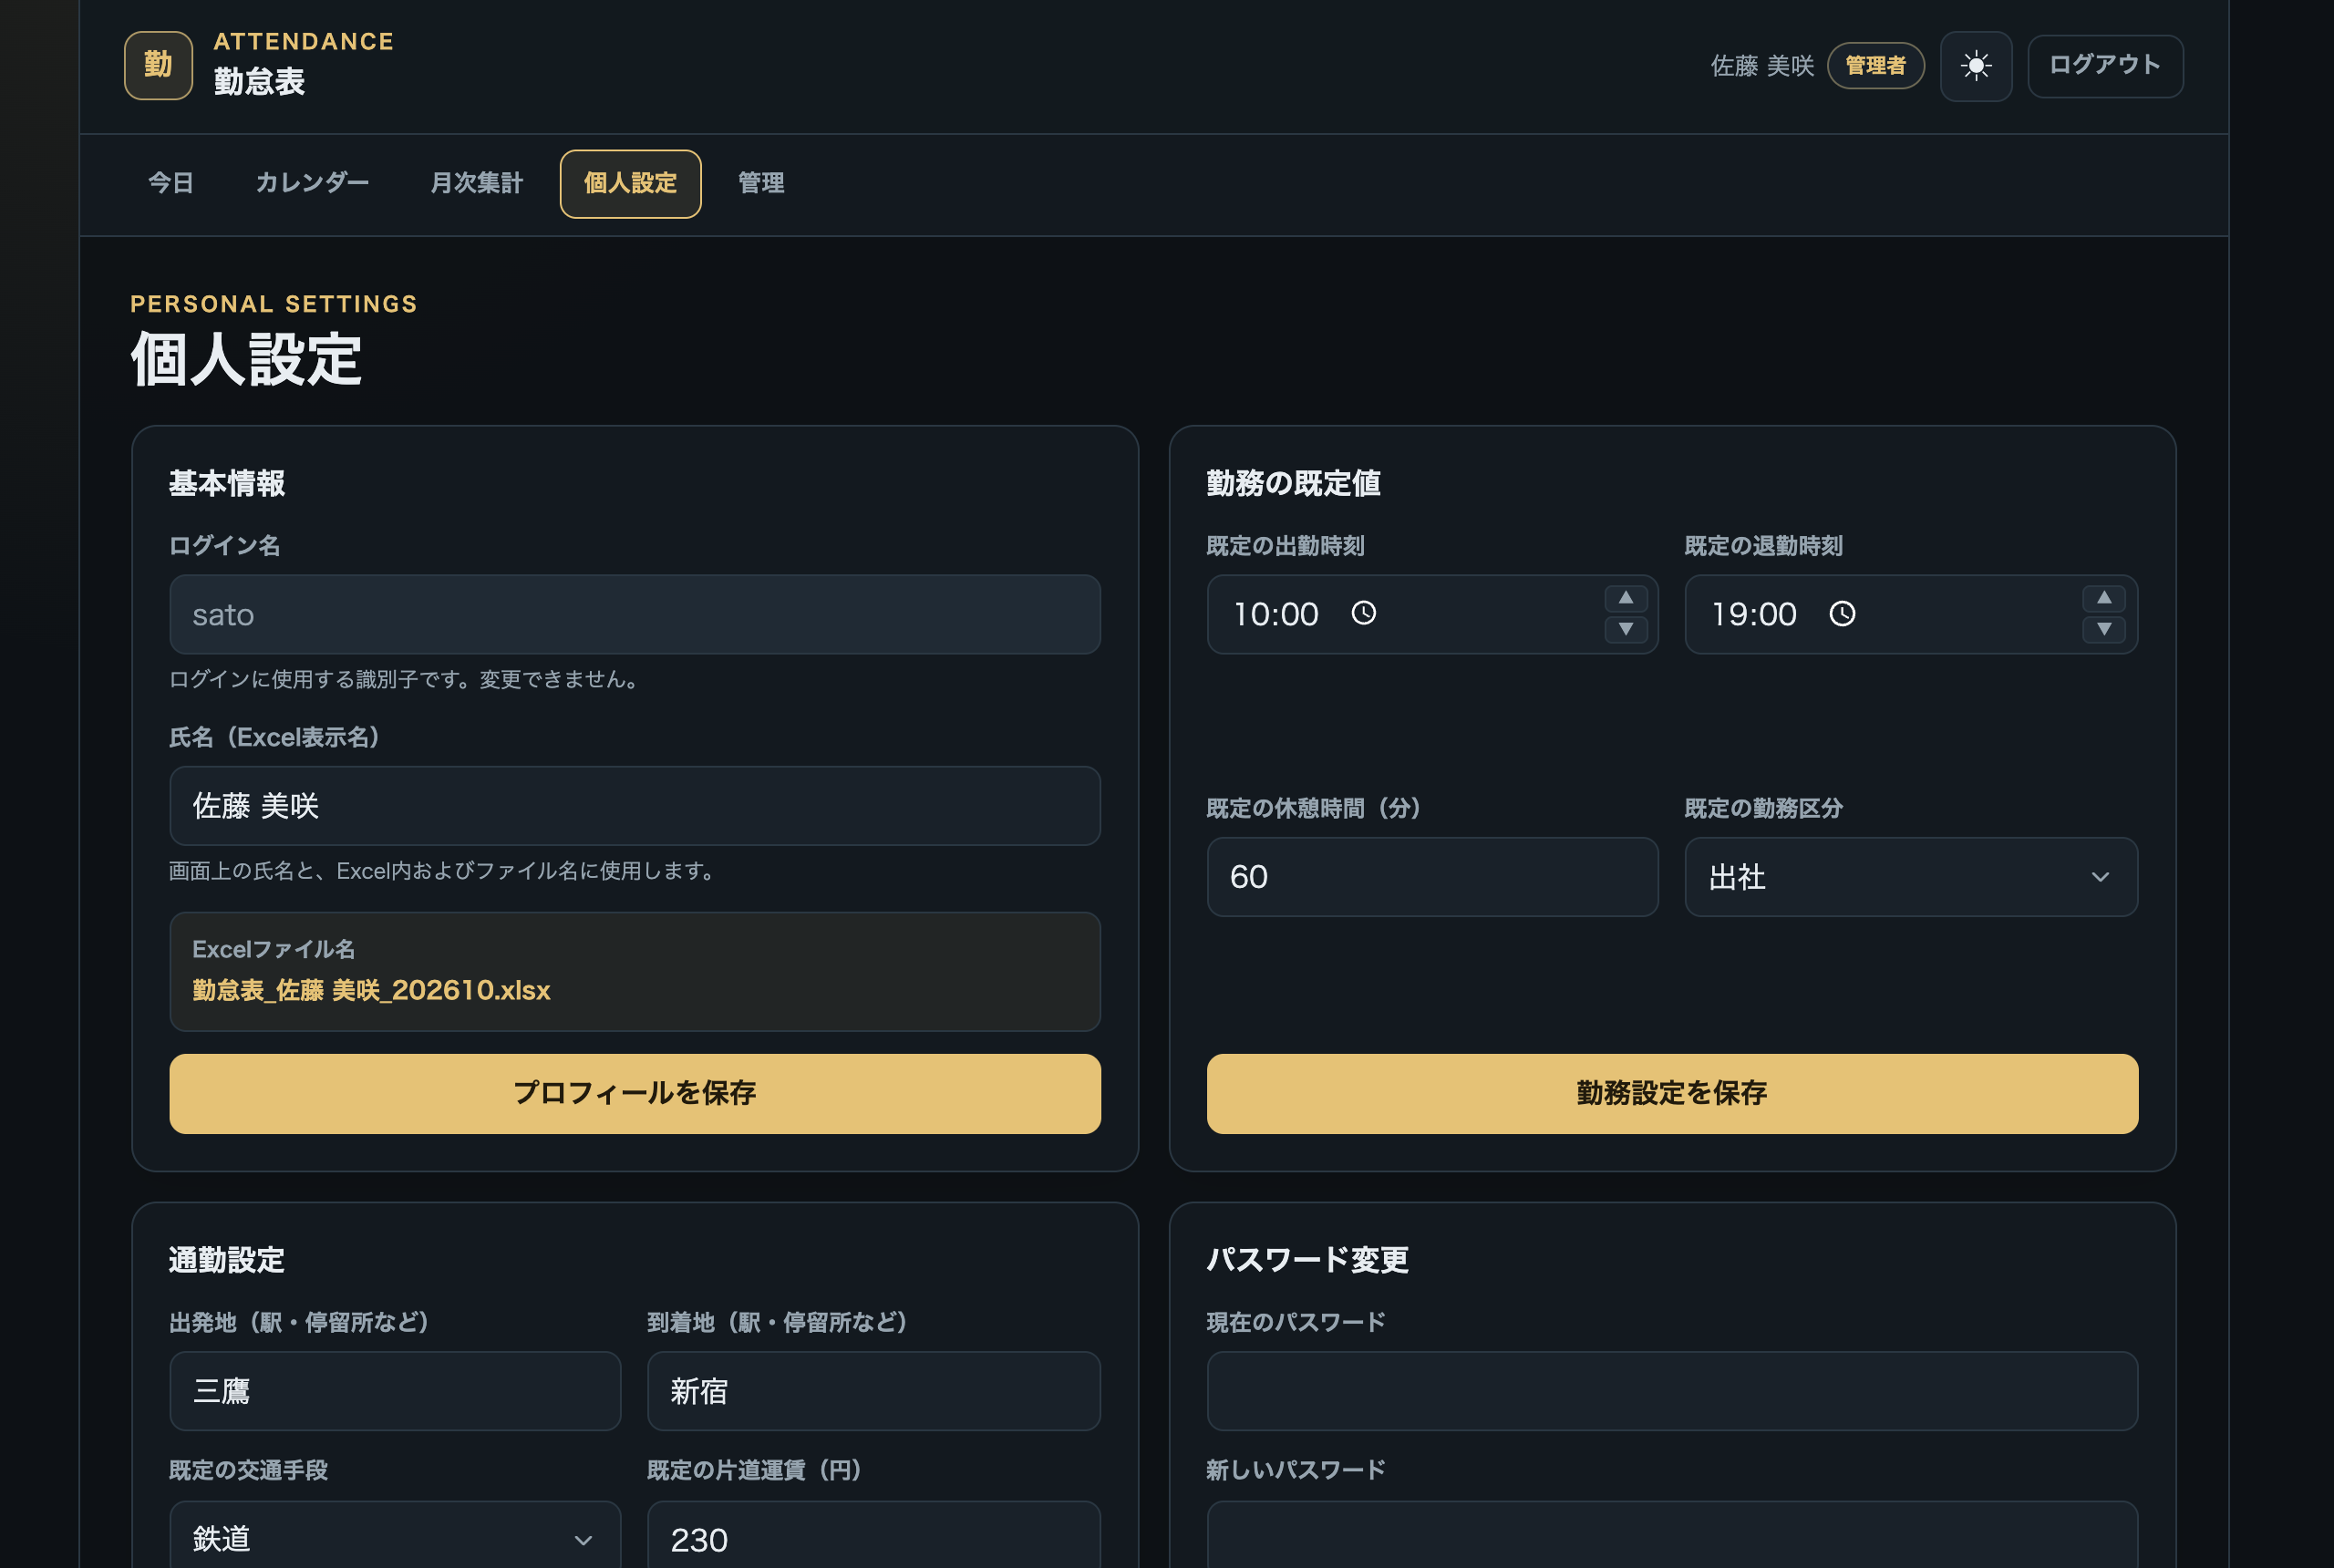 勤
ATTENDANCE
勤怠表
佐藤 美咲
管理者
ログアウト
今日
カレンダー
月次集計
個人設定
管理
PERSONAL SETTINGS
個人設定
基本情報
ログイン名
sato
ログインに使用する識別子です。変更できません。
氏名（Excel表示名）
佐藤 美咲
画面上の氏名と、Excel内およびファイル名に使用します。
Excelファイル名
勤怠表_佐藤 美咲_202610.xlsx
プロフィールを保存
勤務の既定値
既定の出勤時刻
既定の退勤時刻
10:00
19:00
既定の休憩時間（分）
既定の勤務区分
60
出社
勤務設定を保存
通勤設定
出発地（駅・停留所など）
到着地（駅・停留所など）
三鷹
新宿
既定の交通手段
既定の片道運賃（円）
鉄道
230
パスワード変更
現在のパスワード
新しいパスワード